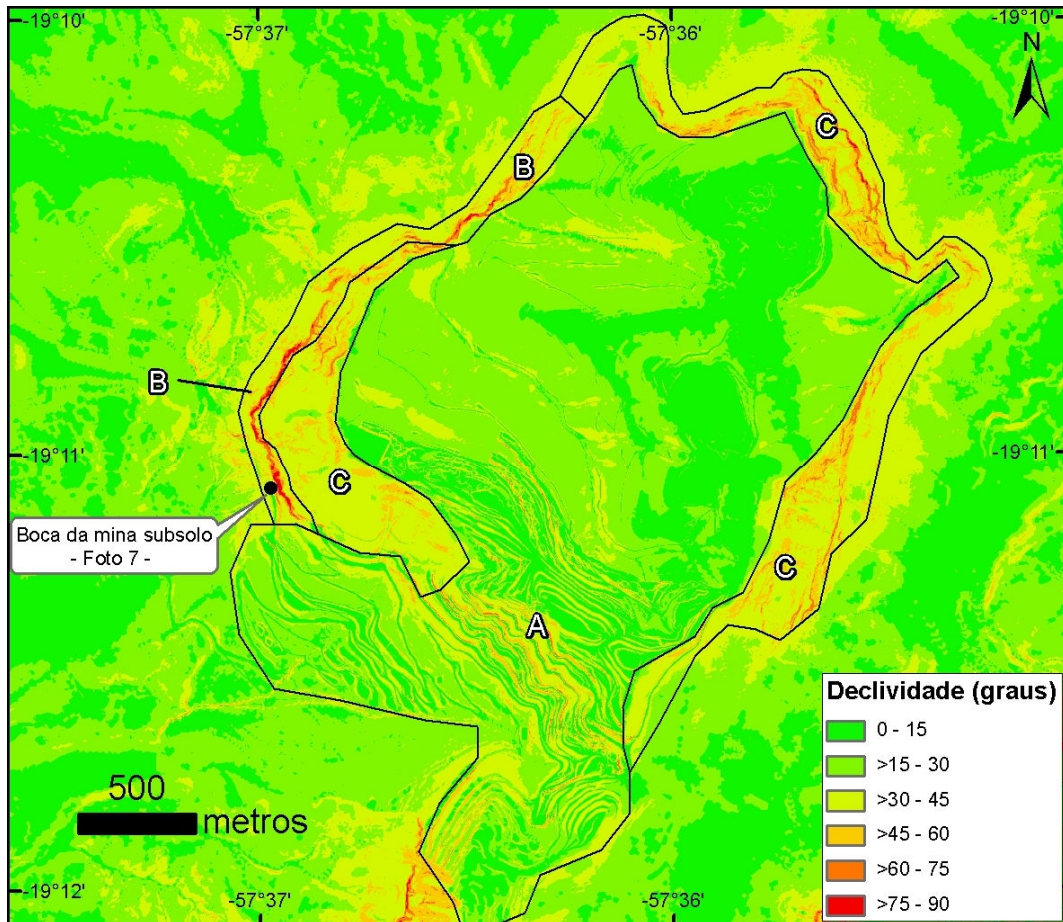 -19°10'
-57°37'
-57°36'
-19°10'
N
C
B
B
-19°11'
-19°11'
C
Boca da mina subsolo
- Foto 7 -
C
A
Declividade (graus)
0 - 15
>15 - 30
>30 - 45
>45 - 60
>60 - 75
>75 - 90
500
metros
-19°12'
-57°37'
-57°36'